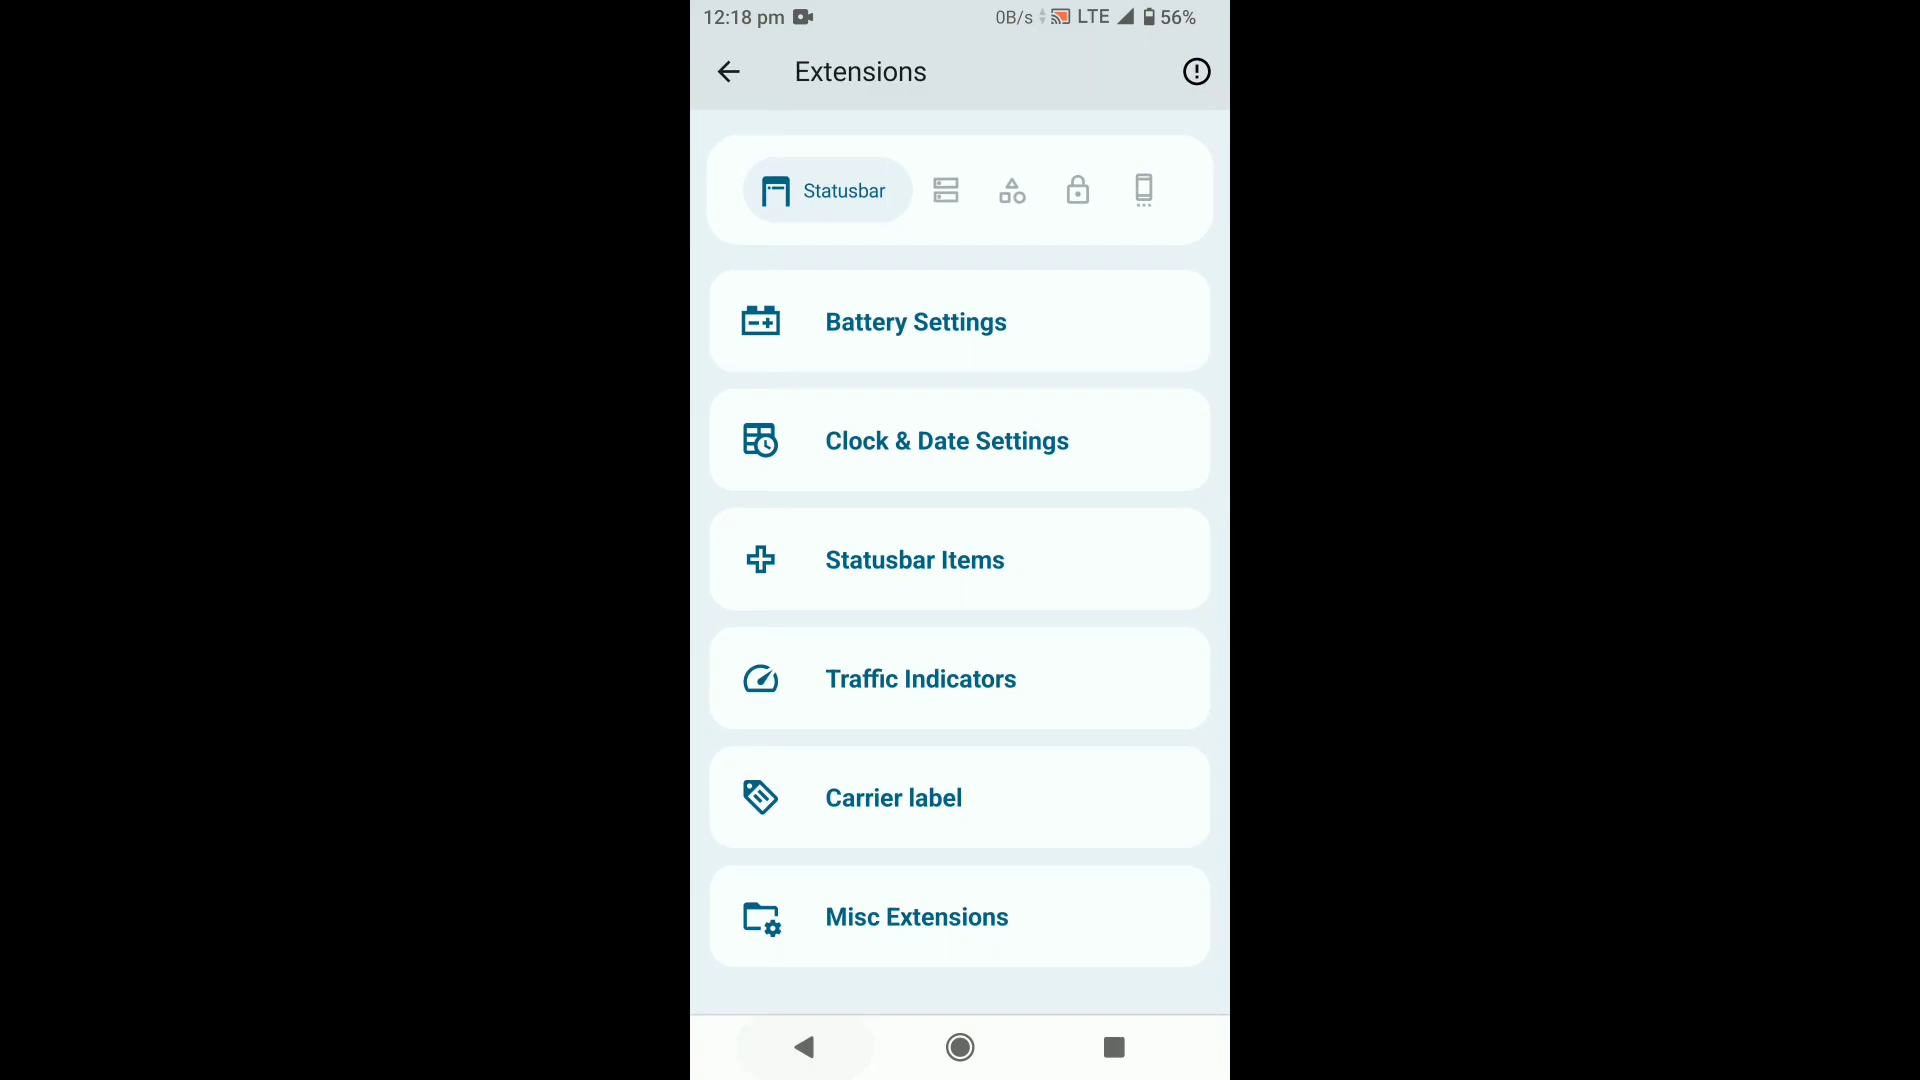 12:18 pm 0B/s LTE 56%
Extensions
Statusbar
Battery Settings
Clock & Date Settings
Statusbar Items
Traffic Indicators
Carrier label
Misc Extensions